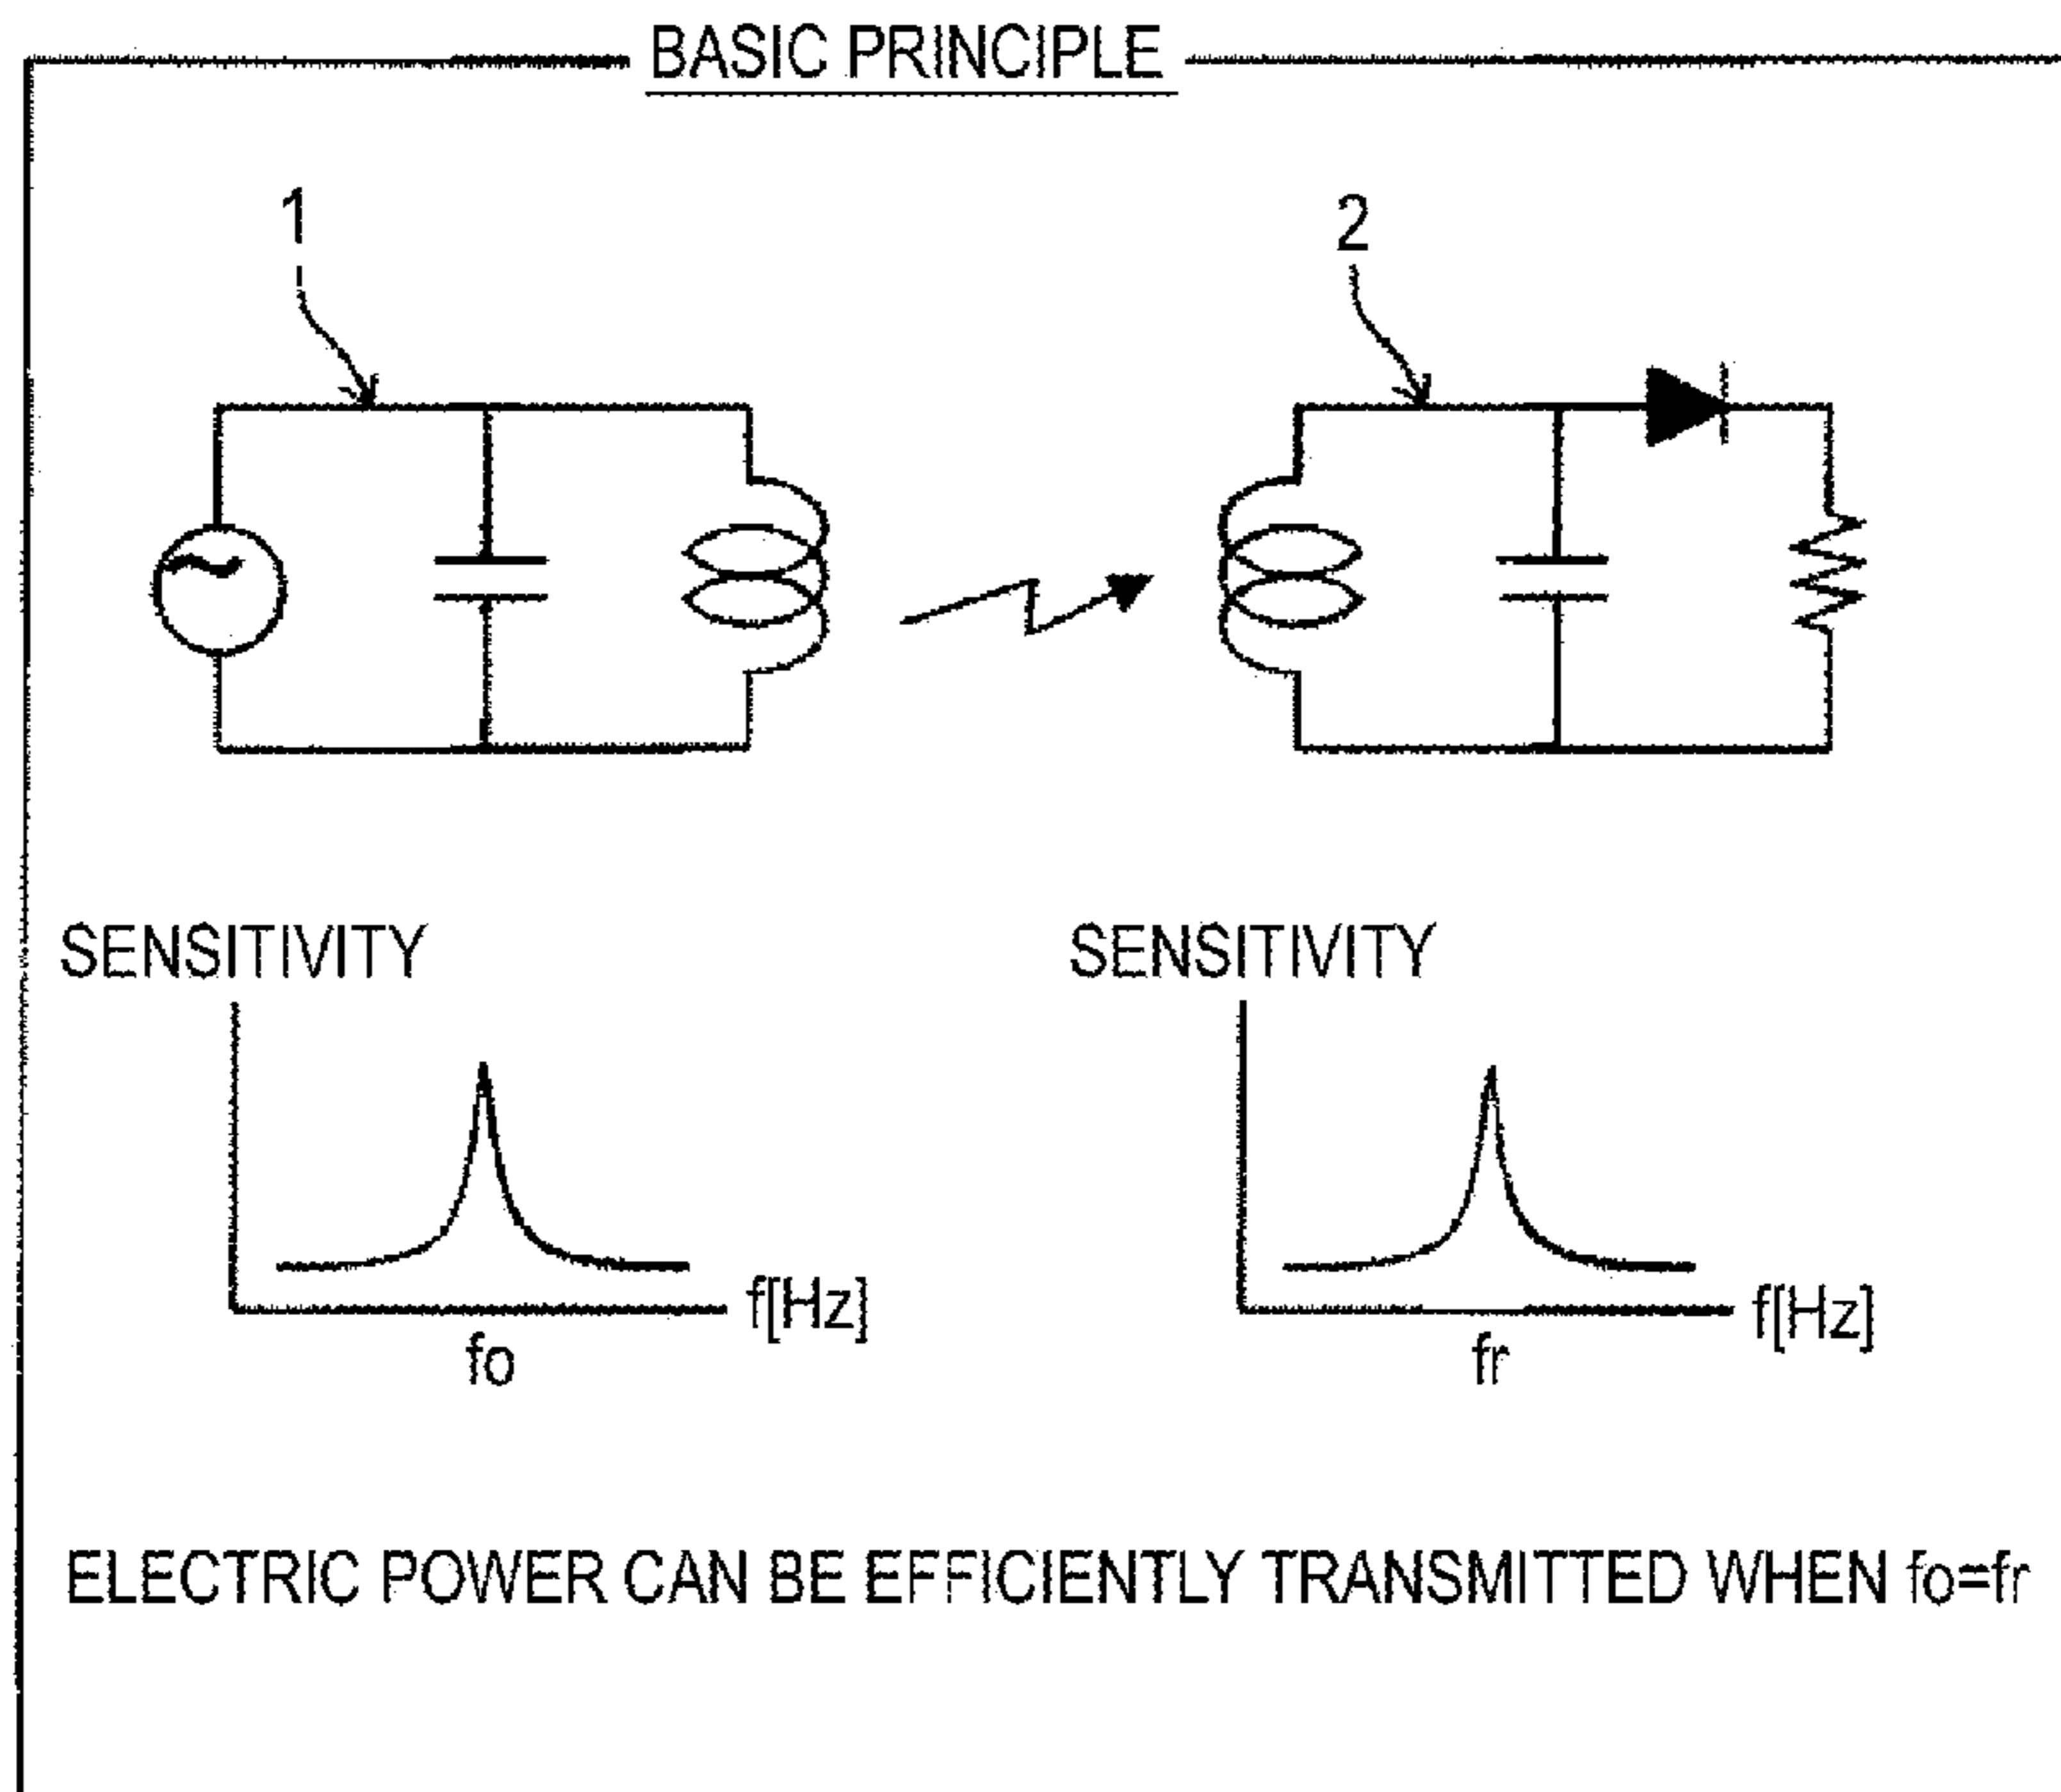 BASIC PRINCIPLE
1
2
SENSITIVITY
SENSITIVITY
f[Hz]
fo
f[Hz]
fr
ELECTRIC POWER CAN BE EFFICIENTLY TRANSMITTED WHEN fo=fr